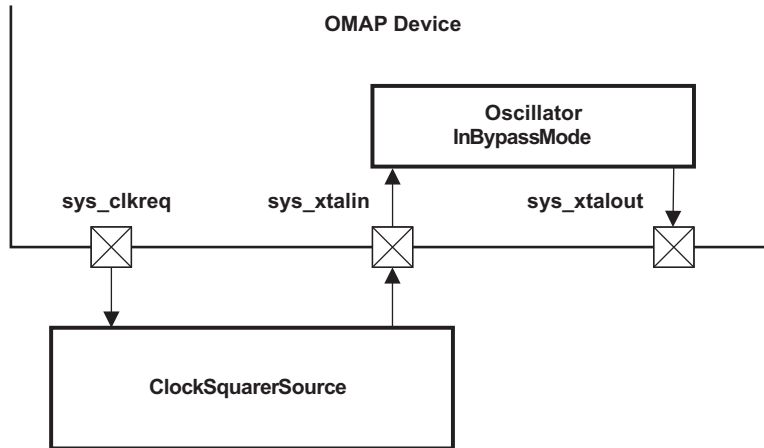 OMAP Device
Oscillator
InBypassMode
sys_clkreq
sys_xtalin
sys_xtalout
ClockSquarerSource